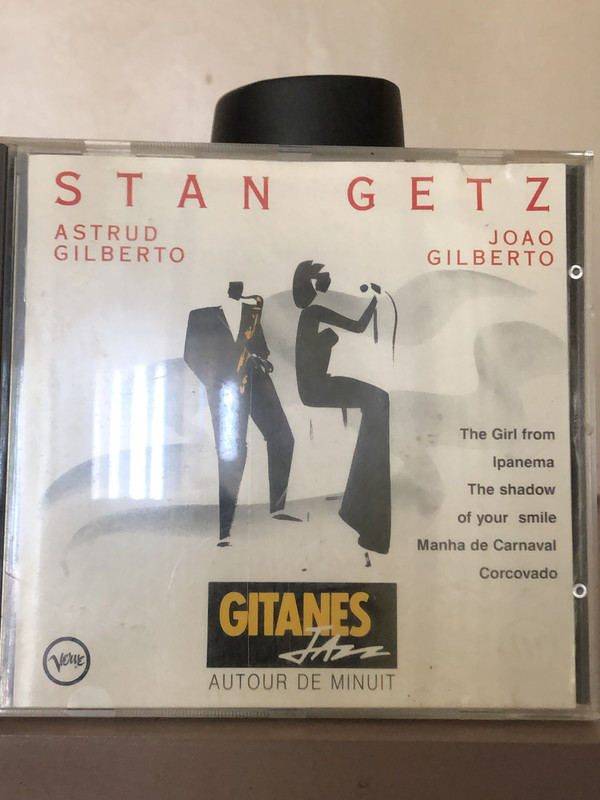 STAN GETZ
ASTRUD
GILBERTO
JOAO
GILBERTO
The Girl from
Ipanema
The shadow
of your smile
Manha de Carnaval
Corcovado
GITANES
JAzz
AUTOUR DE MINUIT
Verve